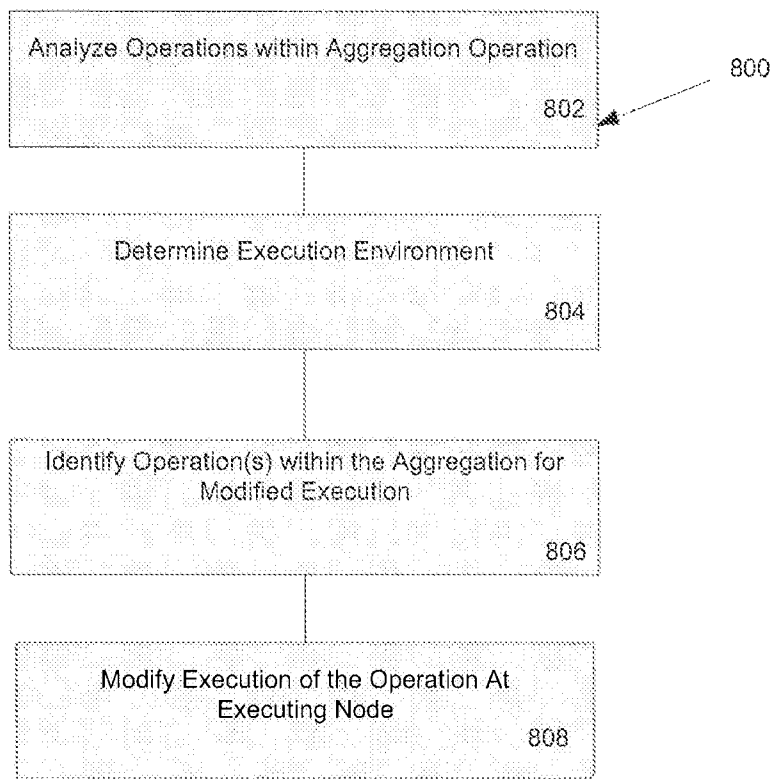 Analyze Operations within Aggregation Operation
802
800
Determine Execution Environment
804
Identify Operation(s) within the Aggregation for
Modified Execution
806
Modify Execution of the Operation At
Executing Node
808